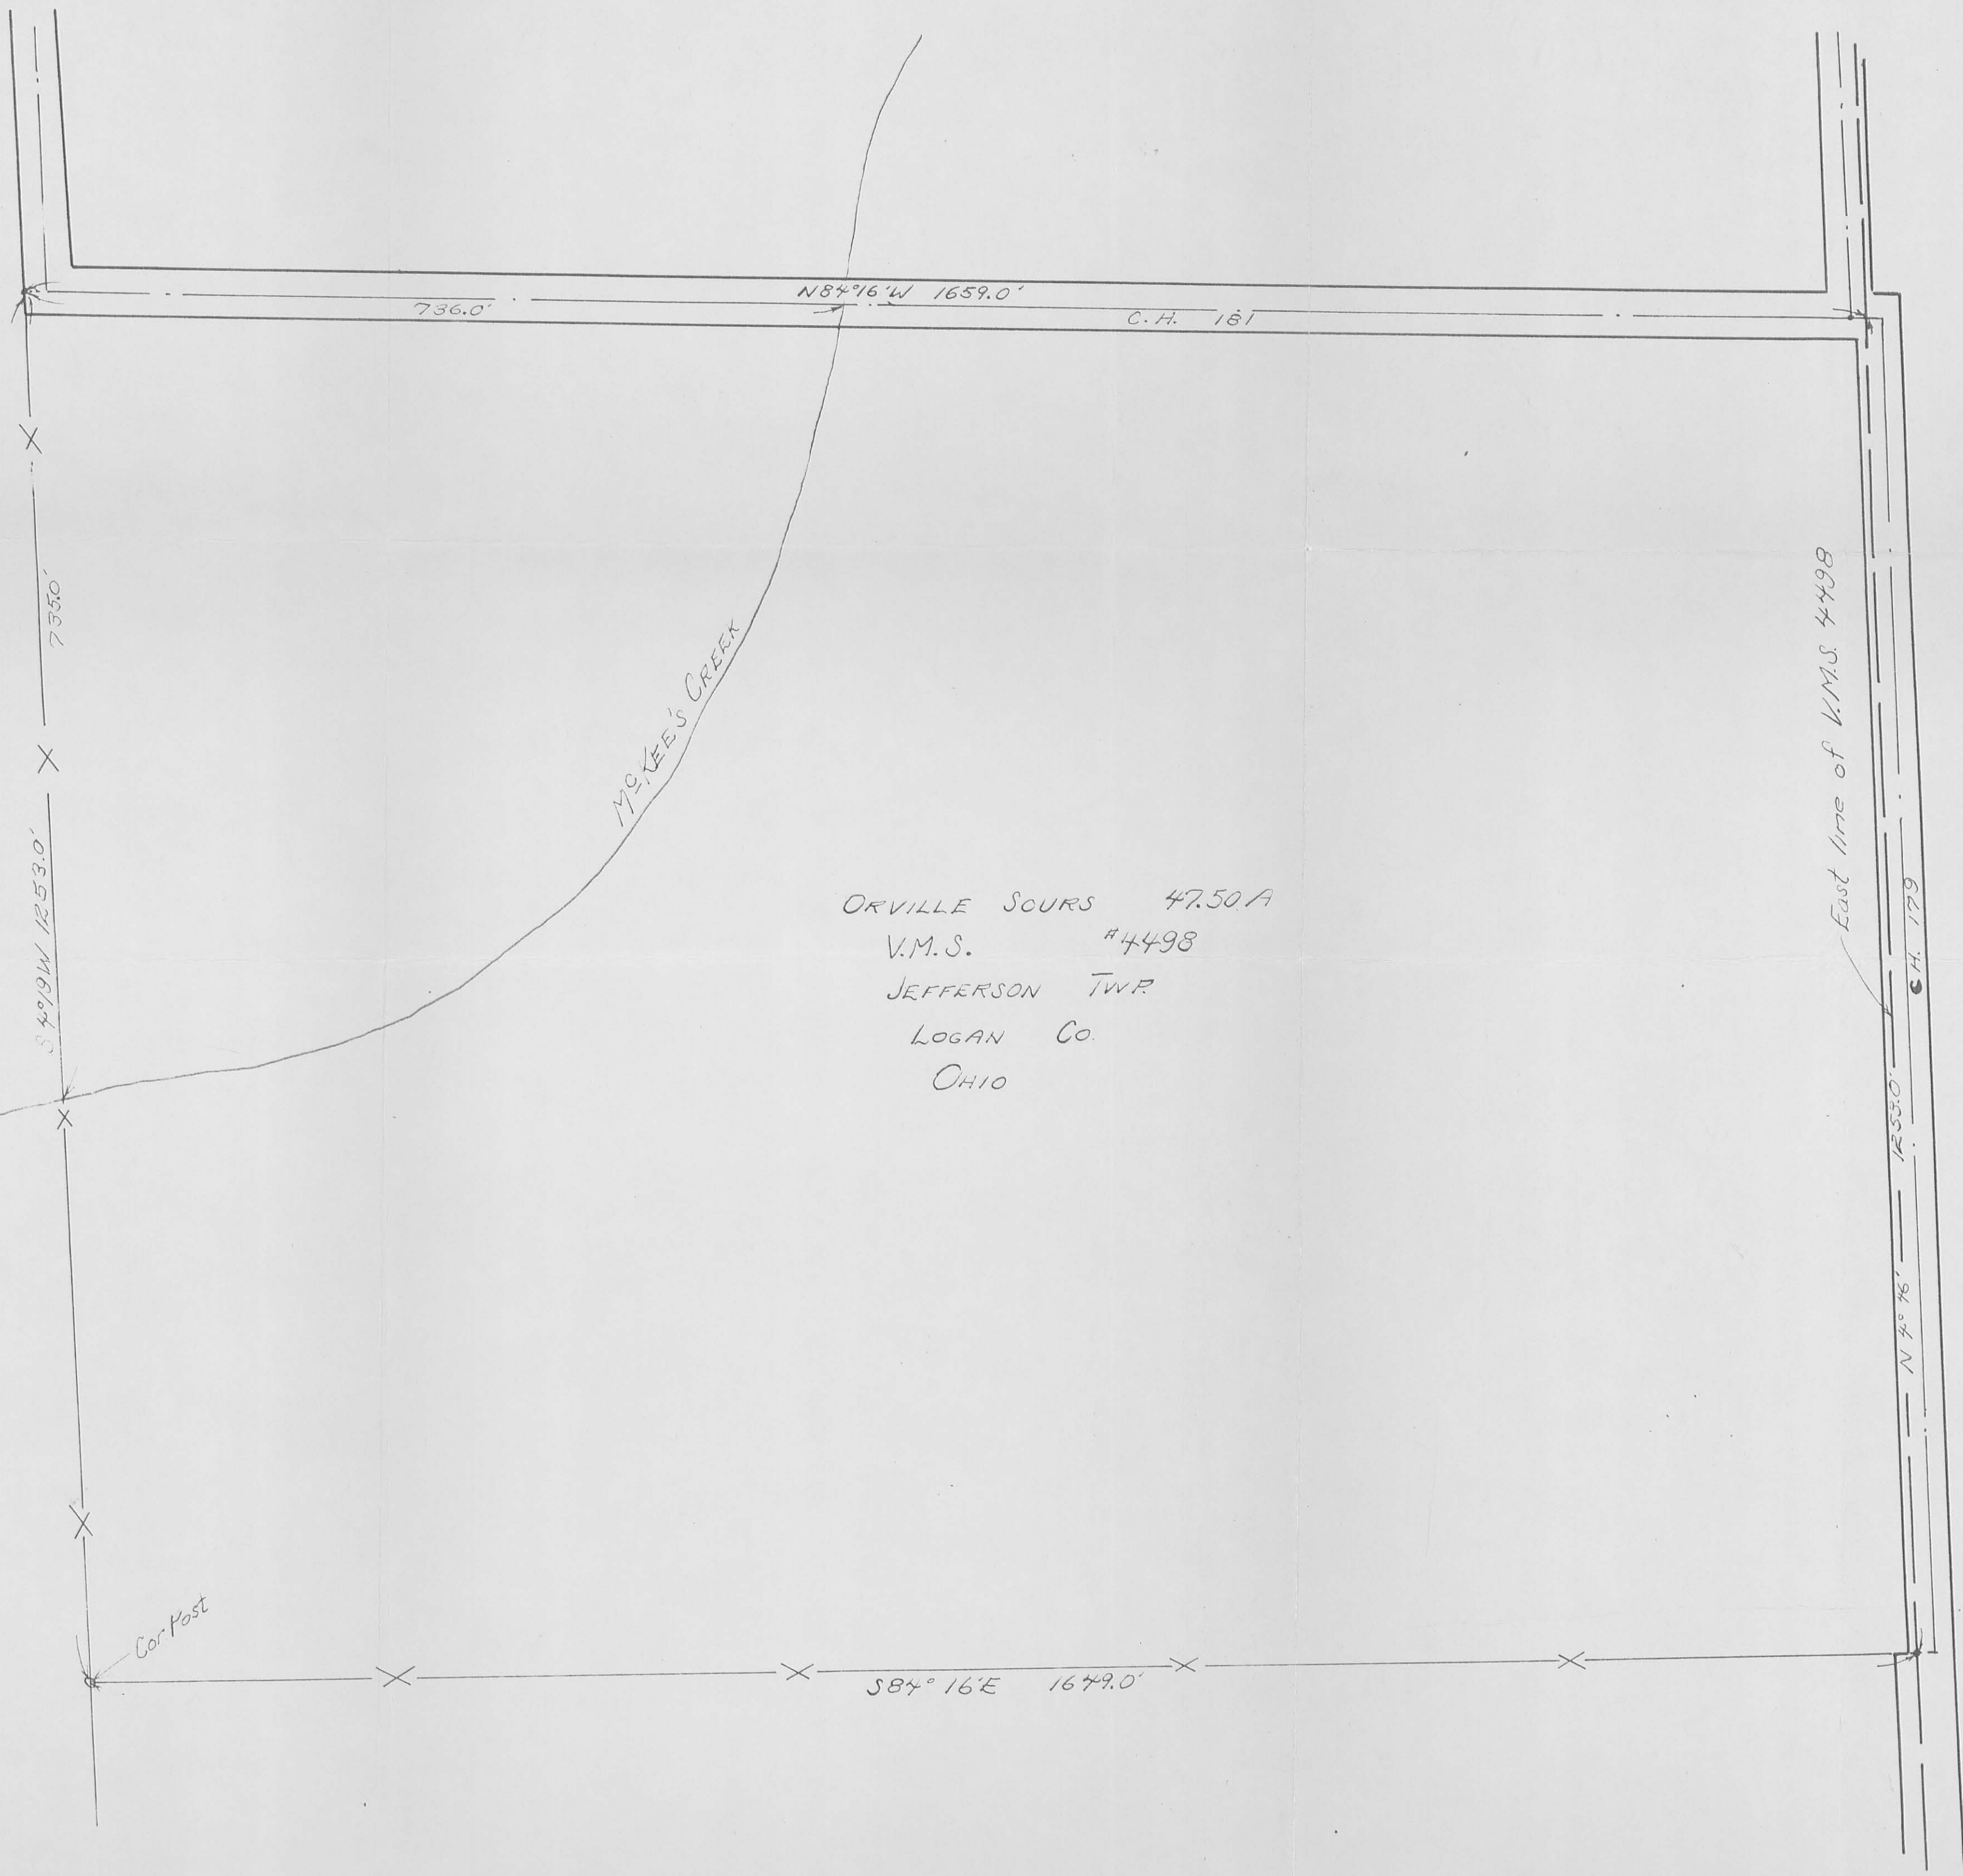 N84°16'W 1659.0'
736.0'
C.H. 181
735.0'
S 4°19'W 1253.0'
McKEE'S CREEK
East line of V.M.S. 4498
C.H. 179
ORVILLE SOURS 47.50 A
V.M.S. #4498
JEFFERSON TWP.
LOGAN CO.
OHIO
N 4° 46' 1253.0'
Cor Post
S84° 16'E 1649.0'